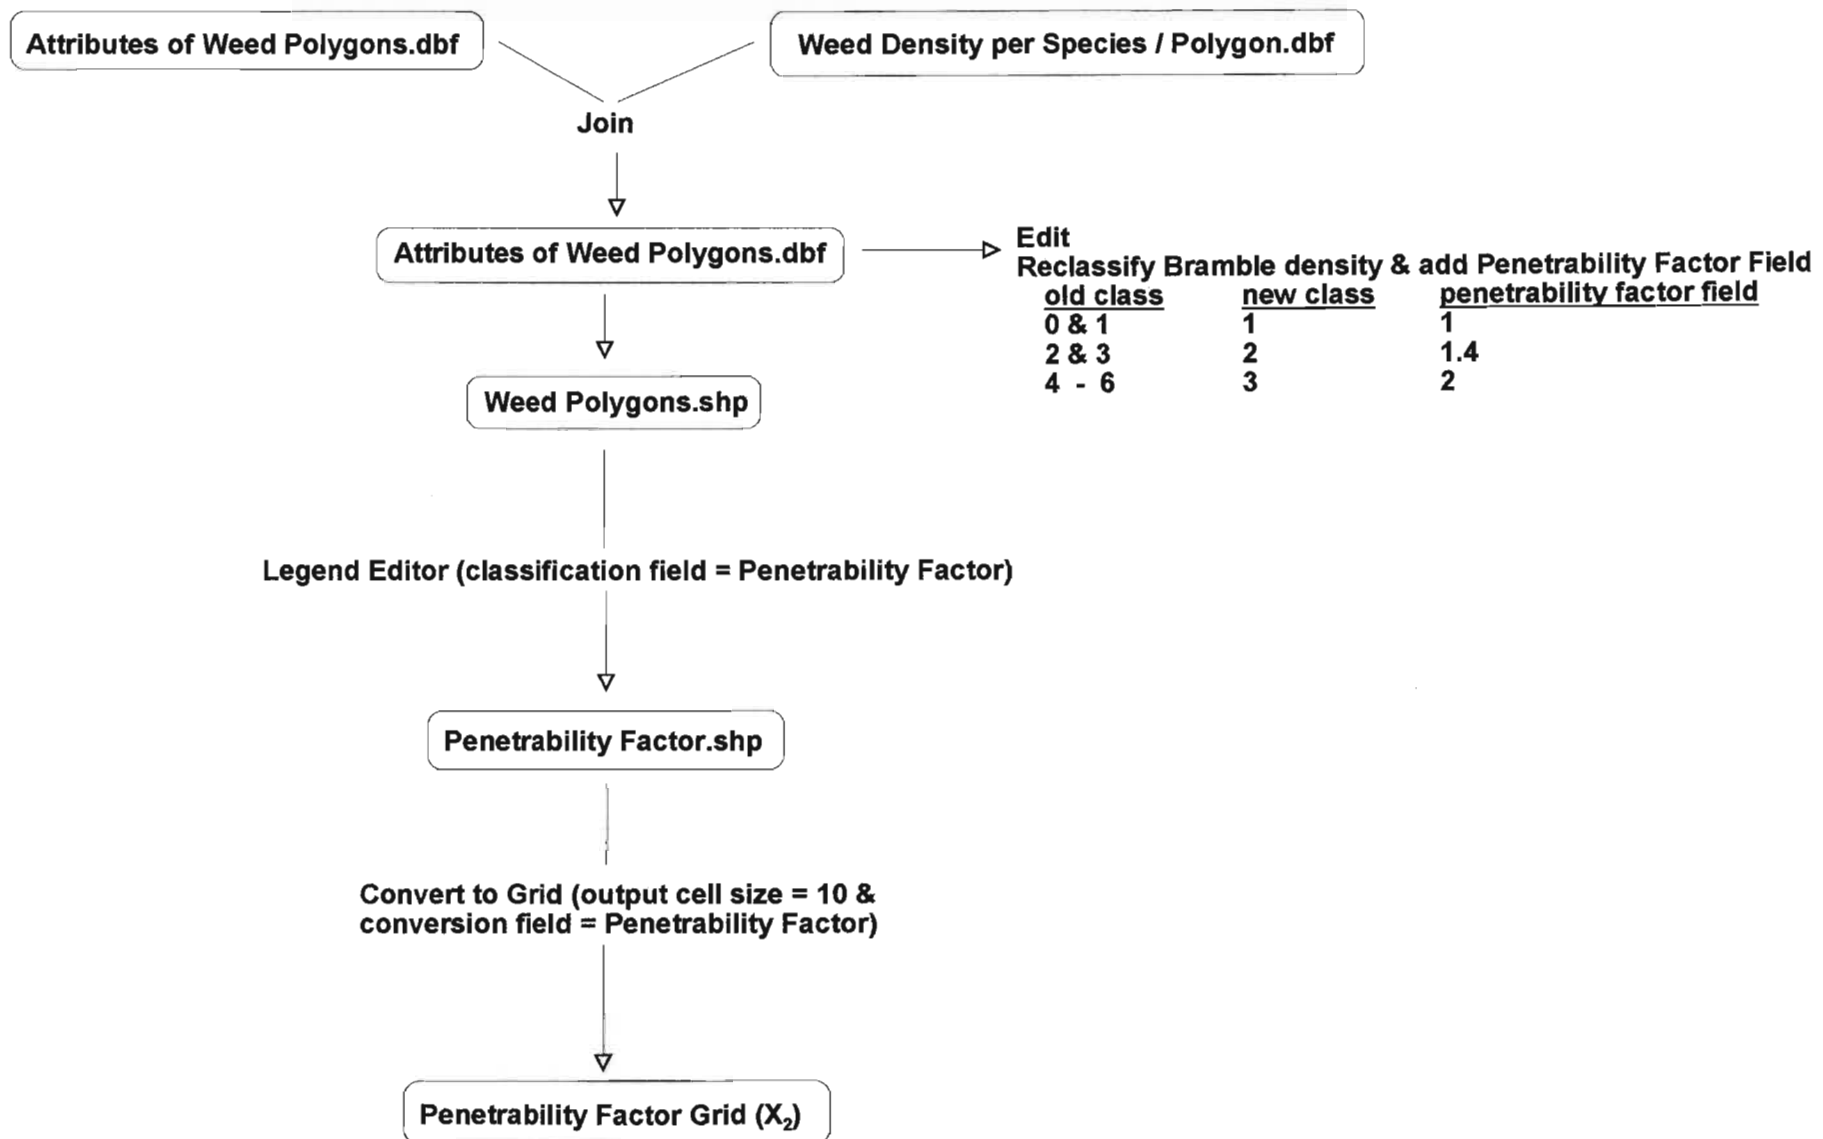 Attributes of Weed Polygons.dbf
Weed Density per Species / Polygon.dbf
Join
Attributes of Weed Polygons.dbf
Edit
Reclassify Bramble density & add Penetrability Factor Field
old class new class penetrability factor field
0 & 1 1 1
2 & 3 2 1.4
4 - 6 3 2
Weed Polygons.shp
Legend Editor (classification field = Penetrability Factor)
Penetrability Factor.shp
Convert to Grid (output cell size = 10 &
conversion field = Penetrability Factor)
Penetrability Factor Grid (X₂)